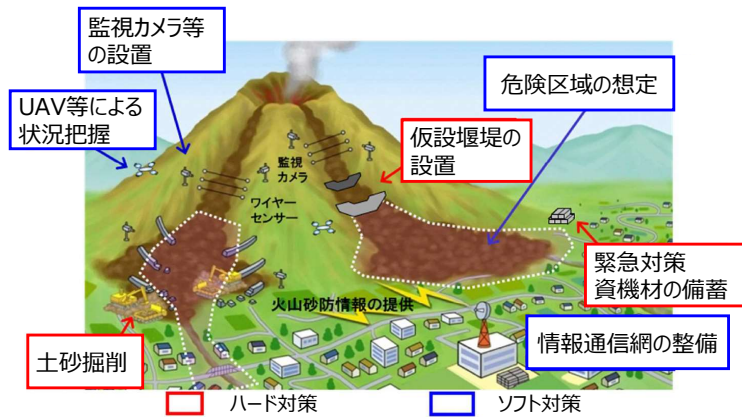 監視カメラ等
の設置
UAV等による
状況把握
危険区域の想定
仮設堰堤の
設置
監視
カメラ
ワイヤー
センサー
緊急対策
資機材の備蓄
火山砂防情報の提供
土砂掘削
情報通信網の整備
ハード対策
ソフト対策